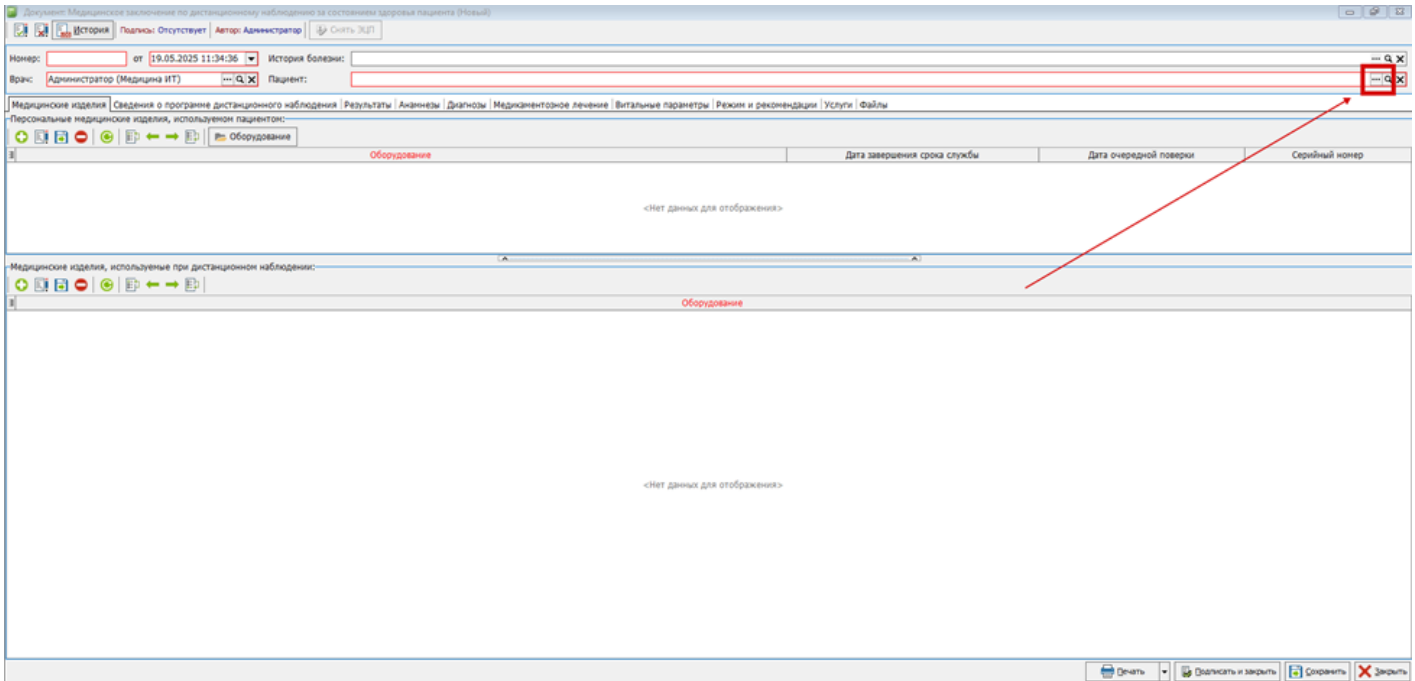 Документ: Медицинское заключение по дистанционному наблюдению за состоянием здоровья пациента (Новый)
История Подпись: Отсутствует Автор: Администратор Снять ЭЦП
Номер: от 19.05.2025 11:34:36 История болезни:
Врач: Администратор (Медицина ИТ) Пациент:
Медицинские изделия Сведения о программе дистанционного наблюдения Результаты Анамнезы Диагнозы Медикаментозное лечение Витальные параметры Режим и рекомендации Услуги Файлы
Персональные медицинские изделия, используемом пациентом:
Оборудование
Оборудование Дата завершения срока службы Дата очередной поверки Серийный номер
<Нет данных для отображения>
Медицинские изделия, используемые при дистанционном наблюдении:
Оборудование
<Нет данных для отображения>
Печать Подписать и закрыть Сохранить Закрыть